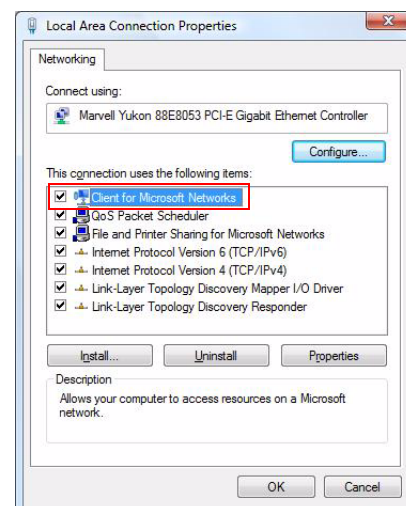 Local Area Connection Properties
Networking
Connect using:
Marvell Yukon 88E8053 PCI-E Gigabit Ethernet Controller
Configure...
This connection uses the following items:
Client for Microsoft Networks
QoS Packet Scheduler
File and Printer Sharing for Microsoft Networks
Internet Protocol Version 6 (TCP/IPv6)
Internet Protocol Version 4 (TCP/IPv4)
Link-Layer Topology Discovery Mapper I/O Driver
Link-Layer Topology Discovery Responder
Install... Uninstall Properties
Description
Allows your computer to access resources on a Microsoft
network.
OK Cancel